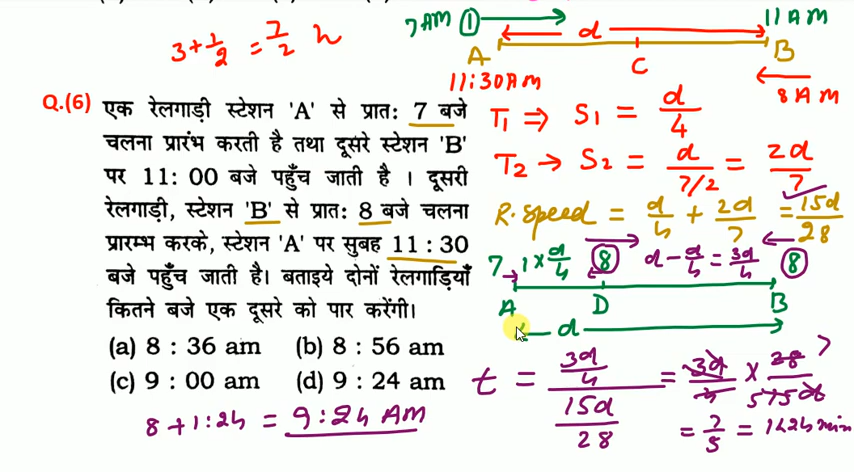 7AM ① 11AM
3+1/2 = 7/2 h
d
A C B
11:30AM 8AM
Q.(6) एक रेलगाड़ी स्टेशन 'A' से प्रातः 7 बजे
चलना प्रारंभ करती है तथा दूसरे स्टेशन 'B'
पर 11: 00 बजे पहुँच जाती है । दूसरी
रेलगाड़ी, स्टेशन 'B' से प्रातः 8 बजे चलना
प्रारम्भ करके, स्टेशन 'A' पर सुबह 11 : 30
बजे पहुँच जाती है। बताइये दोनों रेलगाड़ियाँ
कितने बजे एक दूसरे को पार करेंगी।
(a) 8 : 36 am (b) 8 : 56 am
(c) 9 : 00 am (d) 9 : 24 am
8+1:24 = 9:24 AM
T1 ⇒ S1 = d/4
T2 → S2 = d/7/2 = 2d/7
R.speed = d/4 + 2d/7 = 15d/28
7 1×d/4 8 d-d/4=3d/4 8
A D B
d
t = 3d/4 / 15d/28 = 3d/4 × 28/15d 7 5
= 7/5 = 1h24min